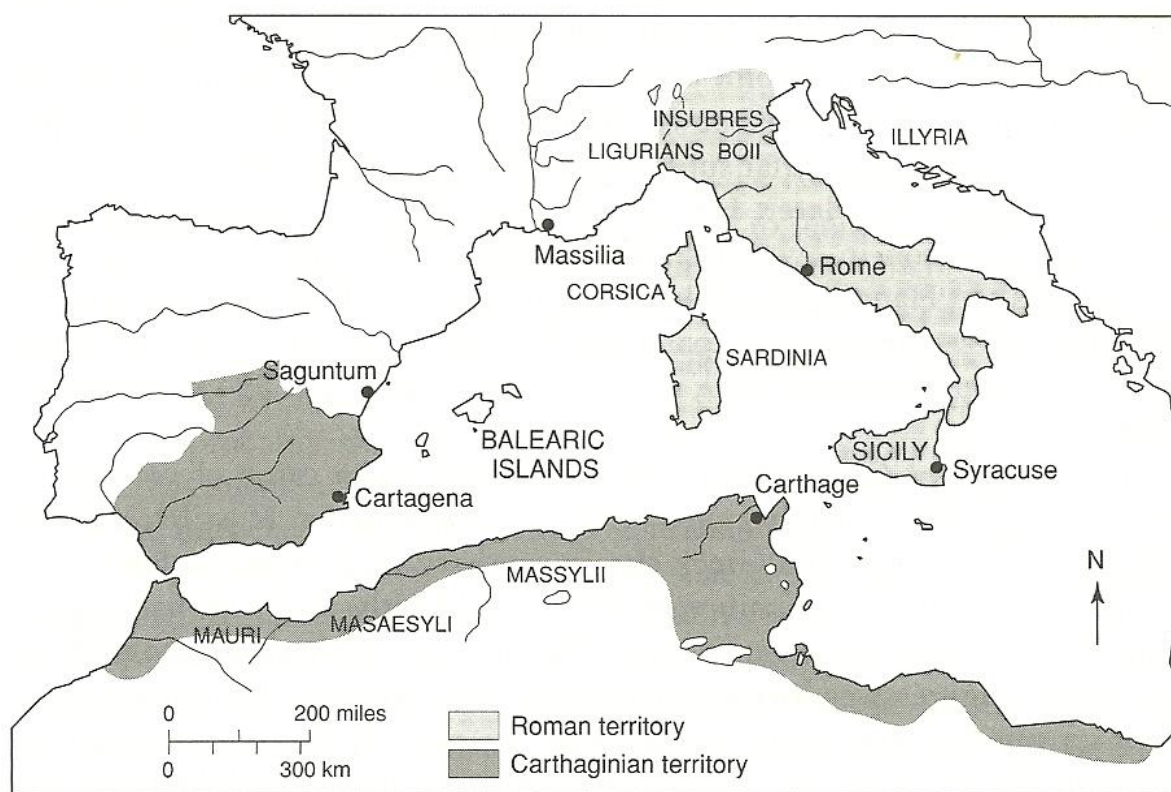 INSUBRES
LIGURIANS BOII
ILLYRIA
Massilia
Rome
CORSICA
SARDINIA
Saguntum
BALEARIC
ISLANDS
SICILY
Syracuse
Carthage
Cartagena
N
MASSYLII
MASAESYLI
MAURI
0 200 miles
0 300 km
Roman territory
Carthaginian territory